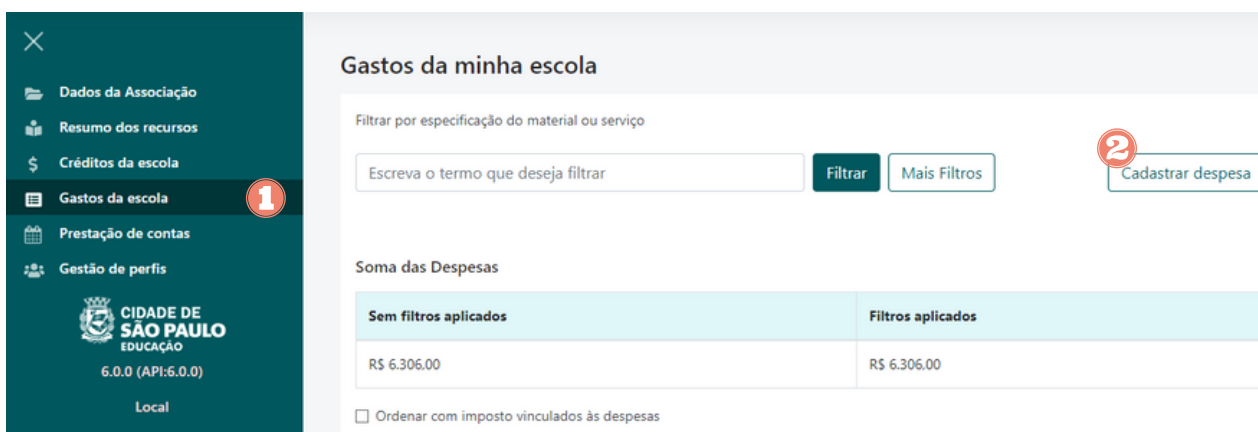 Dados da Associação
Resumo dos recursos
Créditos da escola
Gastos da escola 1
Prestação de contas
Gestão de perfis
CIDADE DE
SÃO PAULO
EDUCAÇÃO
6.0.0 (API:6.0.0)
Local
Gastos da minha escola
Filtrar por especificação do material ou serviço
2
Escreva o termo que deseja filtrar Filtrar Mais Filtros Cadastrar despesa
Soma das Despesas
Sem filtros aplicados Filtros aplicados
R$ 6.306,00 R$ 6.306,00
Ordenar com imposto vinculados às despesas